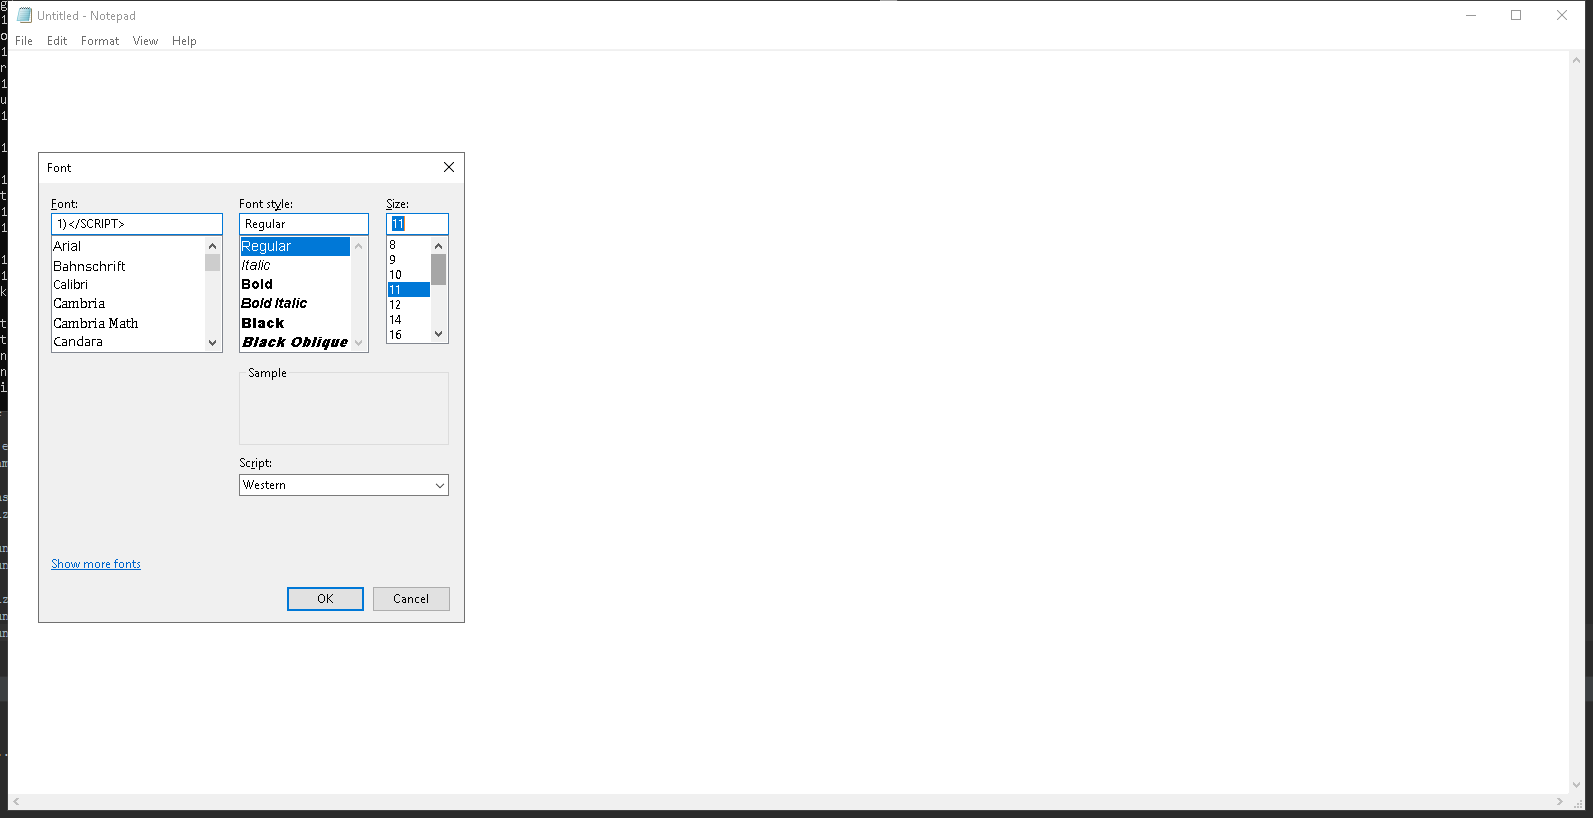 Untitled - Notepad
File Edit Format View Help
Font
Font: Font style: Size:
1)</SCRIPT> Regular 11
Arial Regular 8
Bahnschrift Italic 9
Calibri Bold 10
Cambria Bold Italic 11
Cambria Math Black 12
Candara Black Oblique 14
16
Sample
Script:
Western
Show more fonts
OK Cancel